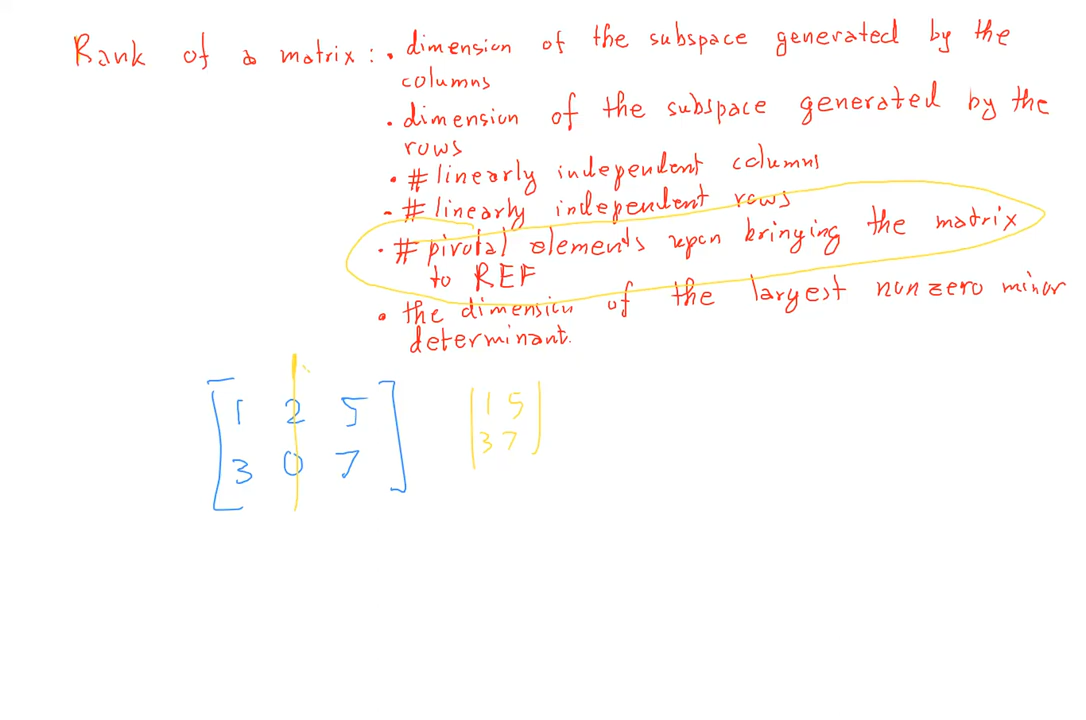 Rank of a matrix: • dimension of the subspace generated by the
columns
• dimension of the subspace generated by the
rows
• # linearly independent columns
• # linearly independent rows
• # pivotal elements upon bringing the matrix
to REF
• the dimension of the largest nonzero minor
determinant.
1 2 5
3 0 7
1 5
3 7